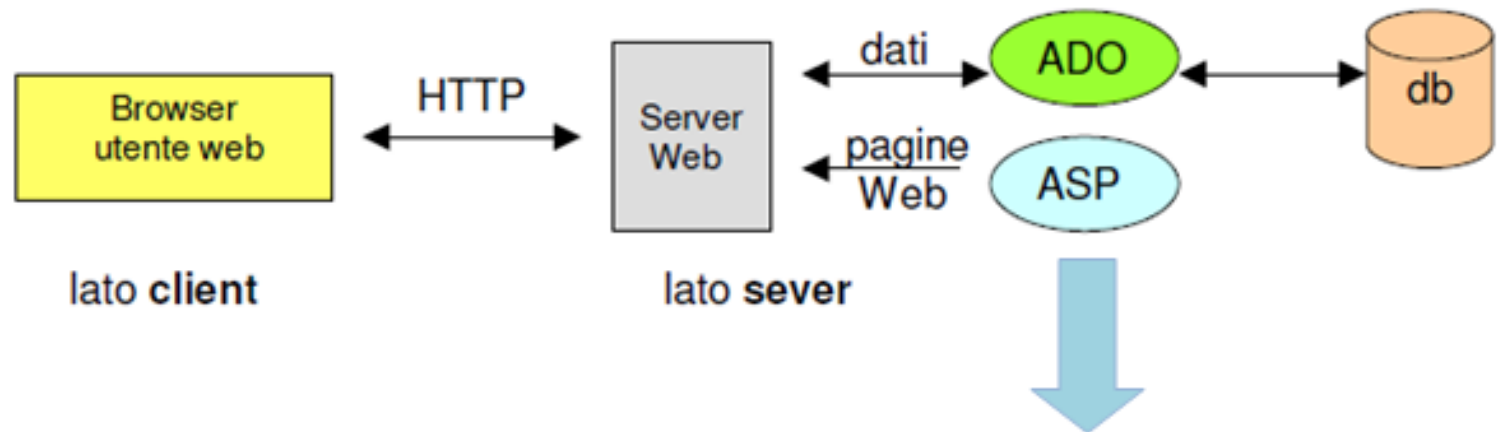 Browser
utente web
HTTP
Server
Web
dati
pagine
Web
ADO
ASP
db
lato client
lato sever